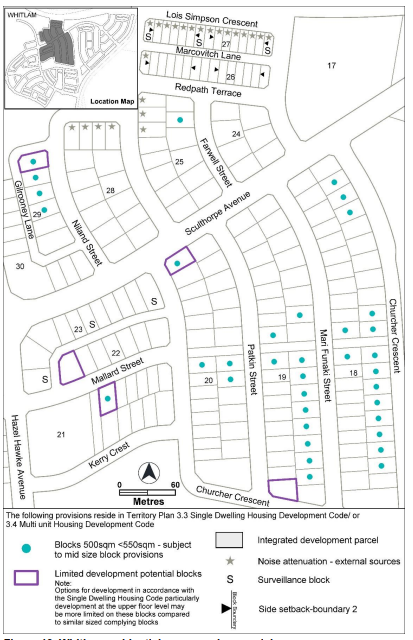 WHITLAM
Location Map
Lois Simpson Crescent
27
S
S
S
Marcovitch Lane
26
Redpath Terrace
17
24
Farwell Street
25
28
Gilrooney Lane
29
Niland Street
Sculthorpe Avenue
30
S
23
S
22
S
Mallard Street
Patkin Street
Mari Funaki Street
Churcher Crescent
20
19
18
Hazel Hawke Avenue
21
Kerry Crest
Churcher Crescent
0
60
Metres
The following provisions reside in Territory Plan 3.3 Single Dwelling Housing Development Code/ or
3.4 Multi unit Housing Development Code
Blocks 500sqm <550sqm - subject
to mid size block provisions
Limited development potential blocks
Note:
Options for development in accordance with
the Single Dwelling Housing Code particularly
development at the upper floor level may
be more limited on these blocks compared
to similar sized complying blocks
Integrated development parcel
Noise attenuation - external sources
S Surveillance block
Block Boundary
Side setback-boundary 2